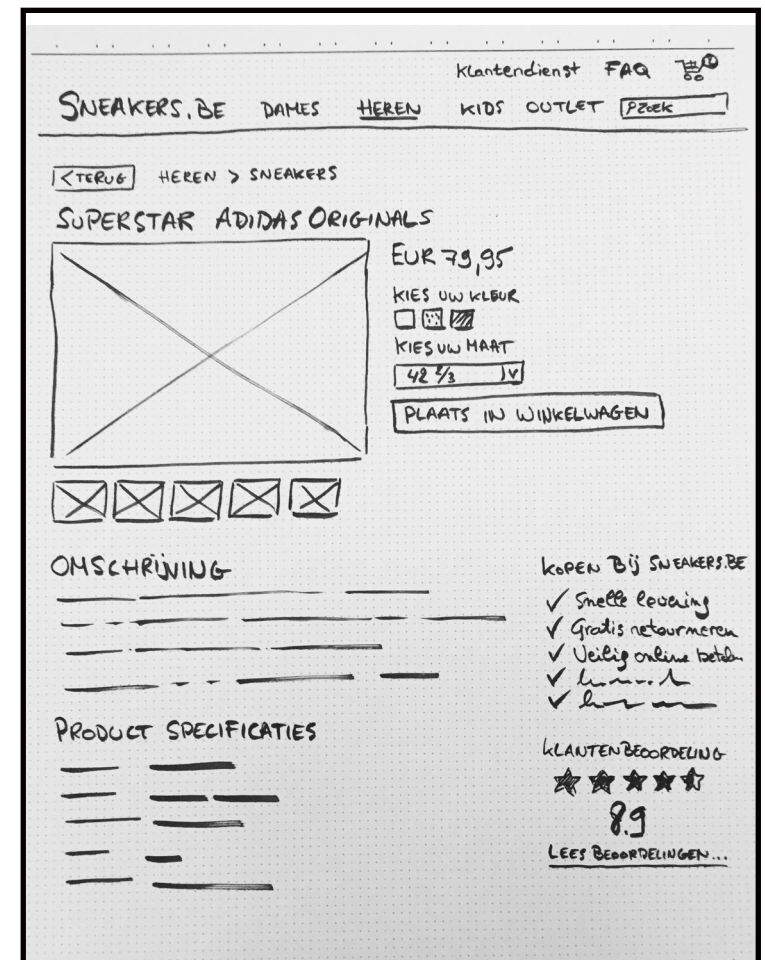 Klantendienst FAQ
SNEAKERS.BE DAMES HEREN KIDS OUTLET ZOEK
< TERUG HEREN > SNEAKERS
SUPERSTAR ADIDAS ORIGINALS
EUR 79,95
KIES UW KLEUR
KIES UW MAAT
42 2/3
PLAATS IN WINKELWAGEN
OMSCHRIJVING
KOPEN Bij SNEAKERS.BE
✓ Snelle levering
✓ Gratis retourneren
✓ Veilig online betalen
✓
✓
PRODUCT SPECIFICATIES
KLANTENBEOORDELING
8.9
LEES BEOORDELINGEN...